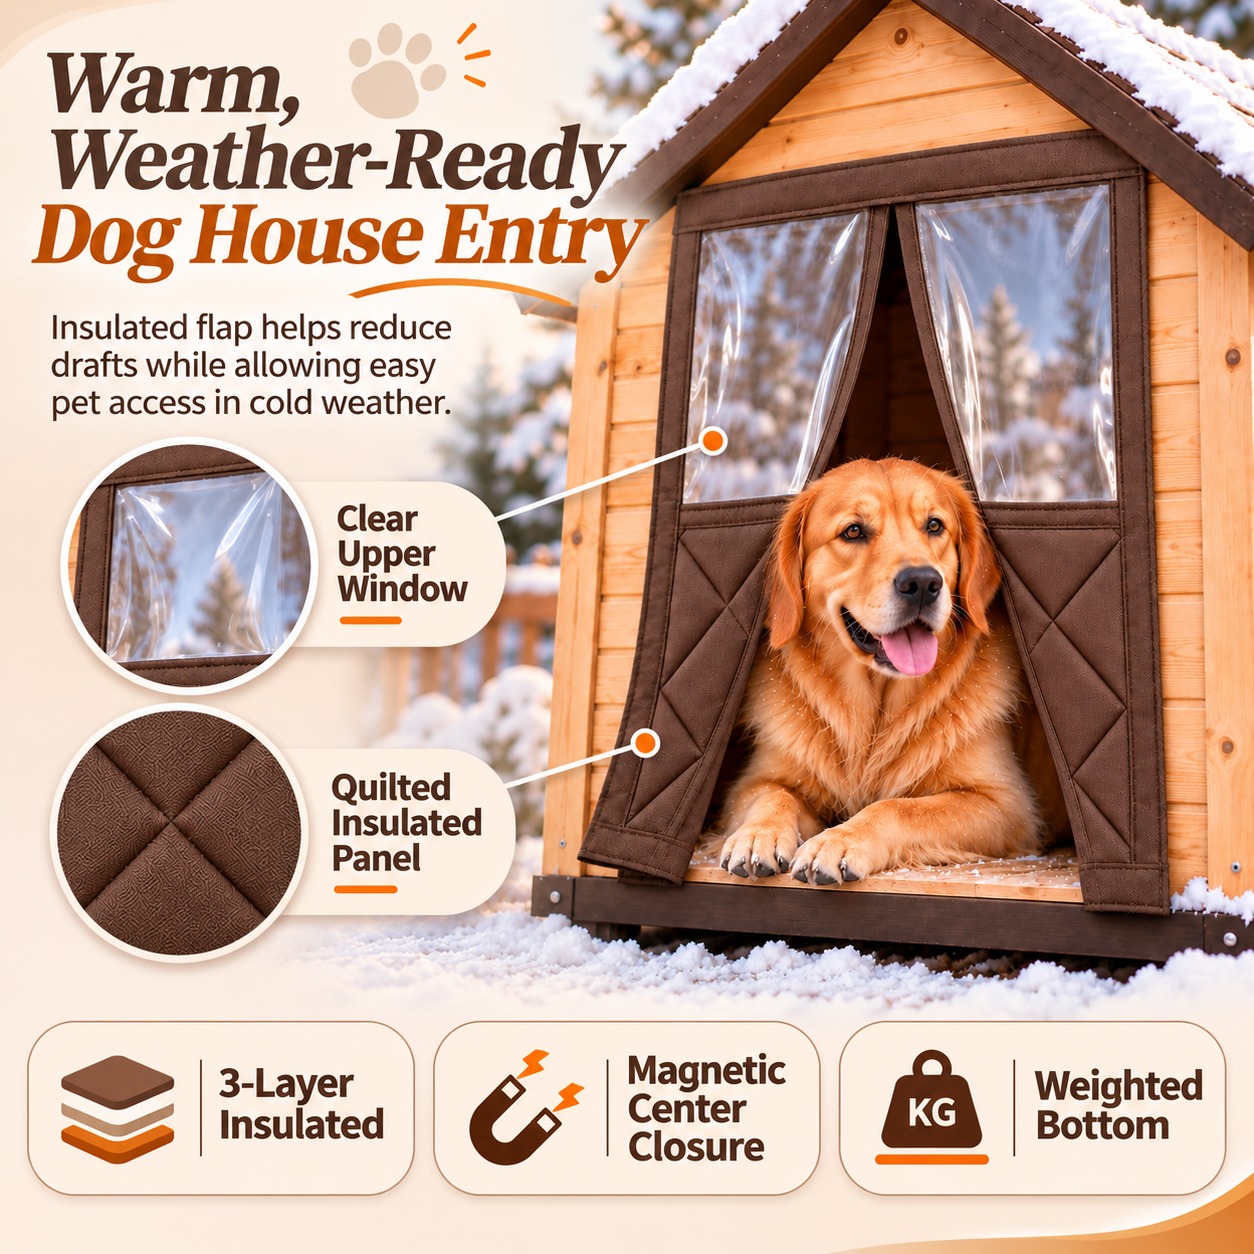 Warm,
Weather-Ready
Dog House Entry
Insulated flap helps reduce
drafts while allowing easy
pet access in cold weather.
Clear
Upper
Window
Quilted
Insulated
Panel
3-Layer
Insulated
Magnetic
Center
Closure
KG
Weighted
Bottom